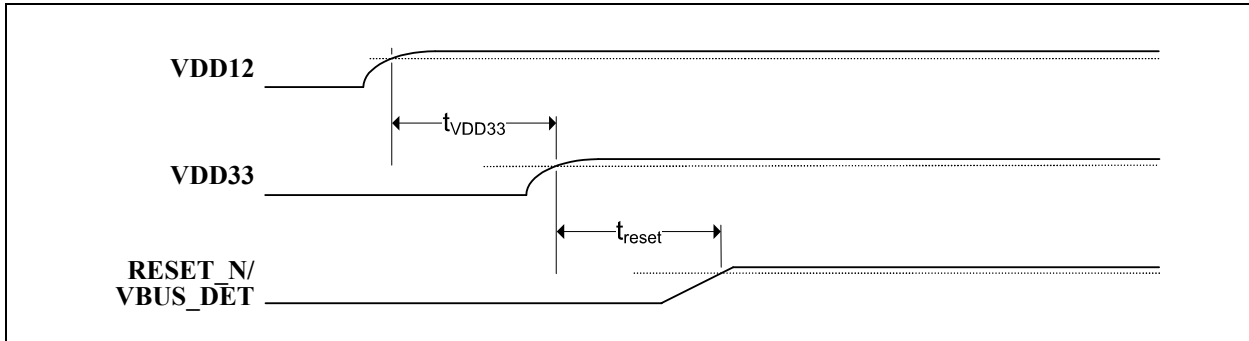 VDD12
tVDD33
VDD33
treset
RESET_N/
VBUS_DET